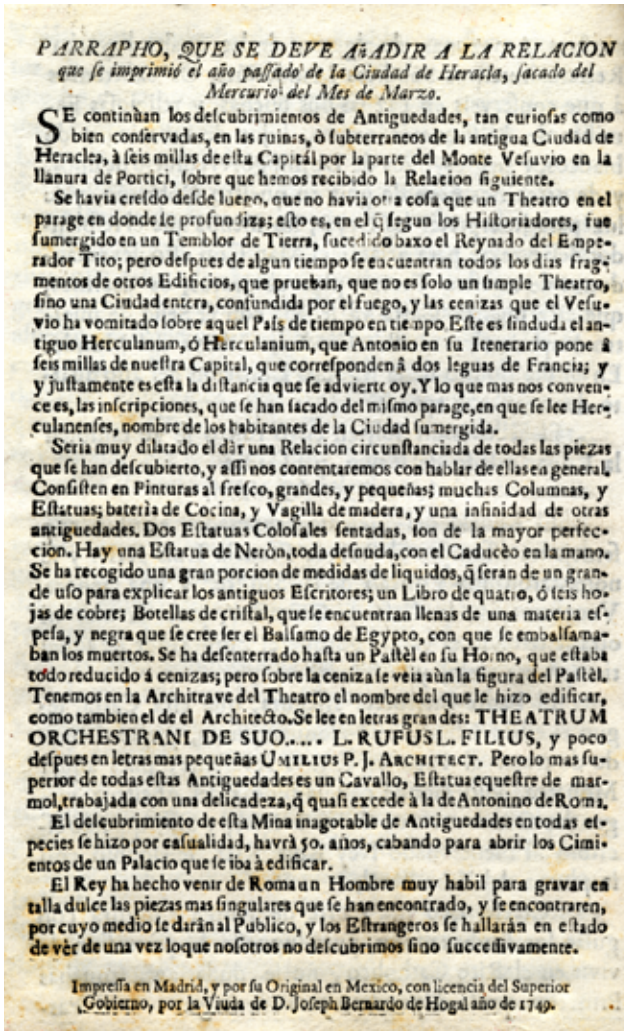 PARRAPHO, QUE SE DEVE AñADIR A LA RELACION
que se imprimió el año passado de la Ciudad de Heracla, sacado del
Mercurio del Mes de Marzo.
SE continùan los descubrimientos de Antiguedades, tan curiosas como
bien conservadas, en las ruinas, ò subterraneos de la antigua Ciudad de
Heraclea, à seis millas de esta Capitàl por la parte del Monte Vesuvio en la
llanura de Portici, sobre que hemos recibido la Relacion siguiente.
Se havia creìdo desde luego, que no havia otra cosa que un Theatro en el
parage en donde se profundiza; esto es, en el q̃ segun los Historiadores, fue
sumergido en un Temblor de Tierra, sucedido baxo el Reynado del Empe-
rador Tito; pero despues de algun tiempo se encuentran todos los dias frag-
mentos de otros Edificios, que prueban, que no es solo un simple Theatro,
sino una Ciudad entera, confundida por el fuego, y las cenizas que el Vesu-
vio ha vomitado sobre aquel Paìs de tiempo en tiempo Este es sinduda el an-
tiguo Herculanum, ó Herculanium, que Antonio en su Itenerario pone á
seis millas de nuestra Capital, que corresponden â dos leguas de Francia; y
y justamente es esta la distancia que se advierte oy. Y lo que mas nos conven-
ce es, las inscripciones, que se han sacado del mismo parage, en que se lee Her-
culanenses, nombre de los habitantes de la Ciudad sumergida.
Seria muy dilatado el dàr una Relacion circunstanciada de todas las piezas
que se han descubierto, y assi nos contentaremos con hablar de ellas en general.
Consisten en Pinturas al fresco, grandes, y pequeñas; muchas Columnas, y
Estatuas; baterìa de Cocina, y Vagilla de madera, y una infinidad de otras
antiguedades. Dos Estatuas Colosales sentadas, son de la mayor perfec-
cion. Hay una Estatua de Neròn, toda desnuda, con el Caducèo en la mano.
Se ha recogido una gran porcion de medidas de liquidos, q̃ seran de un gran-
de uso para explicar los antiguos Escritores; un Libro de quatro, ó seis ho-
jas de cobre; Botellas de cristal, que se encuentran llenas de una materia es-
pesa, y negra que se cree ser el Balsamo de Egypto, con que se embalsama-
ban los muertos. Se ha desenterrado hasta un Pastèl en su Horno, que estaba
todo reducido á cenizas; pero sobre la ceniza se veìa aùn la figura del Pastèl.
Tenemos en la Architrave del Theatro el nombre del que le hizo edificar,
como tambien el de el Architecto. Se lee en letras grandes: THEATRUM
ORCHESTRANI DE SUO..... L. RUFUS L. FILIUS, y poco
despues en letras mas pequeñas UMILIUS P. J. ARCHITECT. Pero lo mas su-
perior de todas estas Antiguedades es un Cavallo, Estatua equestre de mar-
mol, trabajada con una delicadeza, q̃ quasi excede à la de Antonino de Roma.
El descubrimiento de esta Mina inagotable de Antiguedades en todas es-
pecies se hizo por casualidad, havrà 50. años, cabando para abrir los Cimi-
entos de un Palacio que se iba à edificar.
El Rey ha hecho venir de Roma un Hombre muy habil para gravar en
talla dulce las piezas mas singulares que se han encontrado, y se encontraren,
por cuyo medio se daràn al Publico, y los Estrangeros se hallaràn en estado
de vèr de una vez loque nosotros no descubrimos sino successivamente.
Impressa en Madrid, y por su Original en Mexico, con licencia del Superior
Gobierno, por la Viuda de D. Joseph Bernardo de Hogal año de 1749.